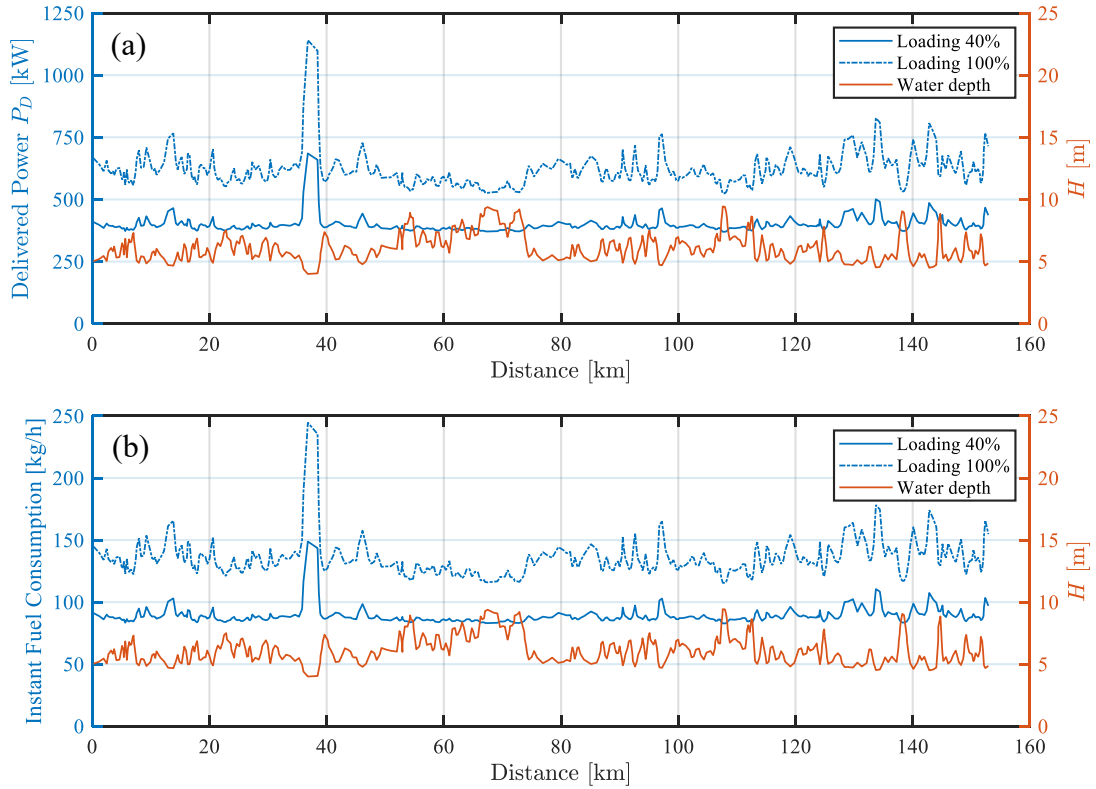 (a)
Delivered Power P_D [kW]
1250
1000
750
500
250
0
25
20
15
10
5
0
H [m]
Loading 40%
Loading 100%
Water depth
0 20 40 60 80 100 120 140 160
Distance [km]
(b)
Instant Fuel Consumption [kg/h]
250
200
150
100
50
0
25
20
15
10
5
0
H [m]
Loading 40%
Loading 100%
Water depth
0 20 40 60 80 100 120 140 160
Distance [km]